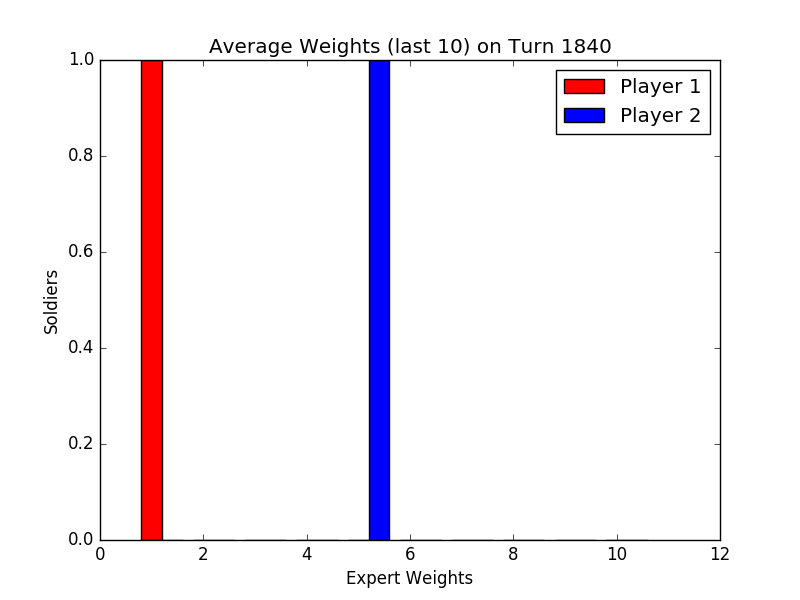 Average Weights (last 10) on Turn 1840
Player 1
Player 2
1.0
0.8
0.6
0.4
0.2
0.0
Soldiers
0 2 4 6 8 10 12
Expert Weights